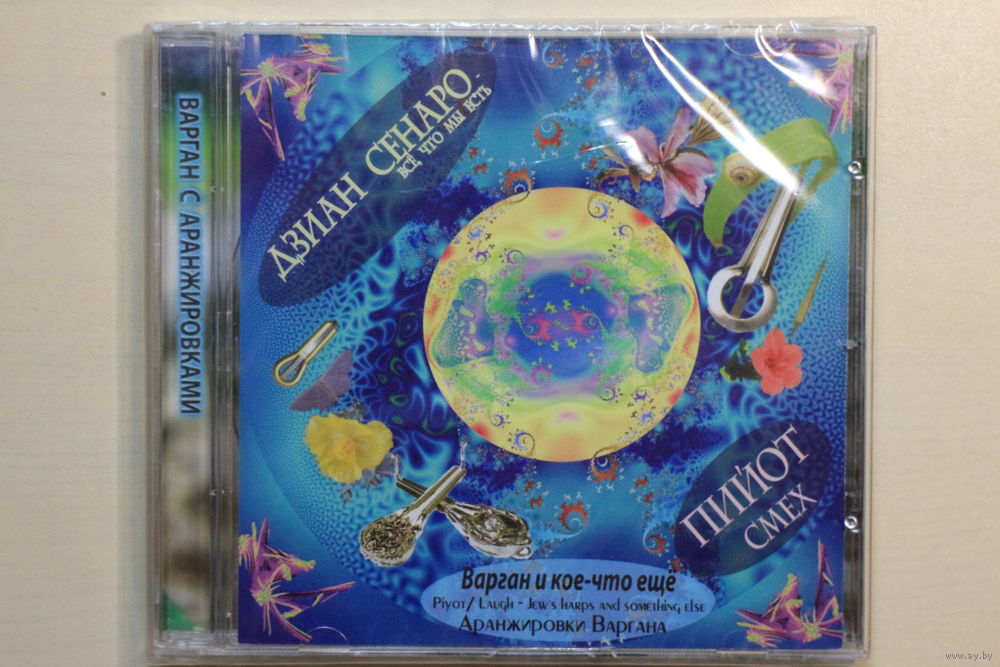 ВАРГАН С АРАНЖИРОВКАМИ
ДЗИАН СЕНАРО -
ВСЁ, ЧТО МЫ ЕСТЬ
ПИЙОТ
СМЕХ
Варган и кое-что ещё
Piyot/ Laugh - Jew's harps and something else
Аранжировки Варгана
www.ay.by